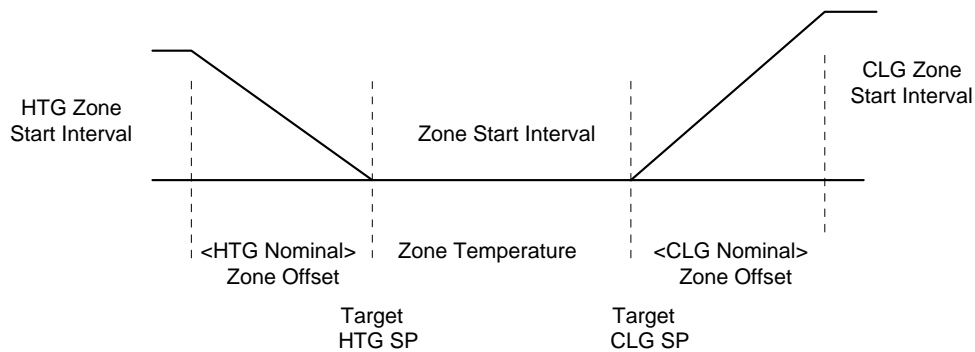 HTG Zone
Start Interval
Zone Start Interval
CLG Zone
Start Interval
<HTG Nominal>
Zone Offset
Zone Temperature
<CLG Nominal>
Zone Offset
Target
HTG SP
Target
CLG SP